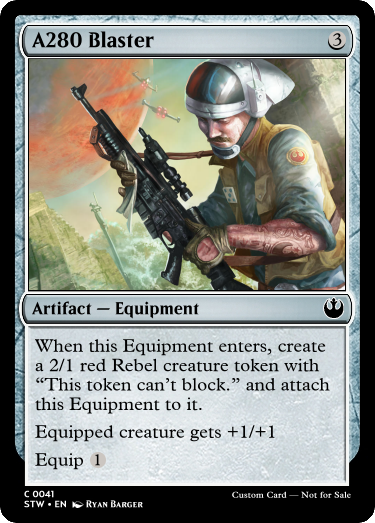 A280 Blaster 3
Artifact — Equipment
When this Equipment enters, create
a 2/1 red Rebel creature token with
“This token can’t block.” and attach
this Equipment to it.
Equipped creature gets +1/+1
Equip 1
C 0041
STW • EN Ryan Barger
Custom Card — Not for Sale